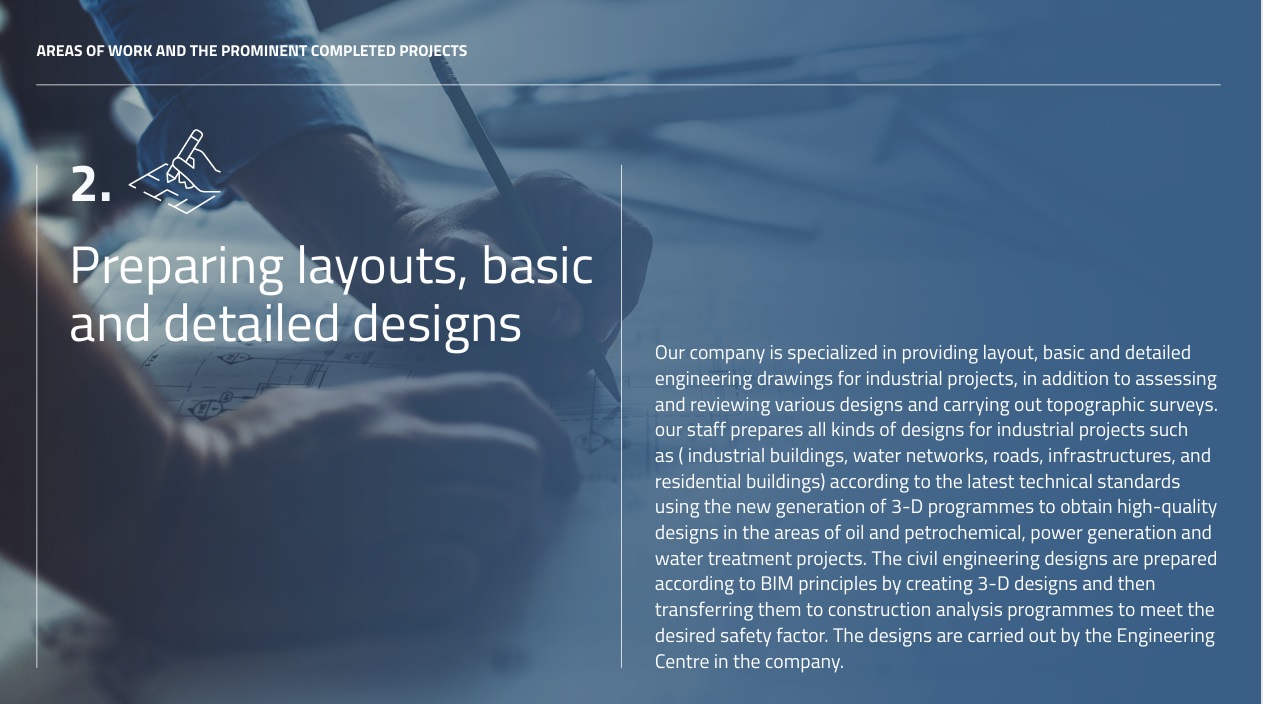 AREAS OF WORK AND THE PROMINENT COMPLETED PROJECTS
2.
Preparing layouts, basic
and detailed designs
Our company is specialized in providing layout, basic and detailed
engineering drawings for industrial projects, in addition to assessing
and reviewing various designs and carrying out topographic surveys.
our staff prepares all kinds of designs for industrial projects such
as ( industrial buildings, water networks, roads, infrastructures, and
residential buildings) according to the latest technical standards
using the new generation of 3-D programmes to obtain high-quality
designs in the areas of oil and petrochemical, power generation and
water treatment projects. The civil engineering designs are prepared
according to BIM principles by creating 3-D designs and then
transferring them to construction analysis programmes to meet the
desired safety factor. The designs are carried out by the Engineering
Centre in the company.